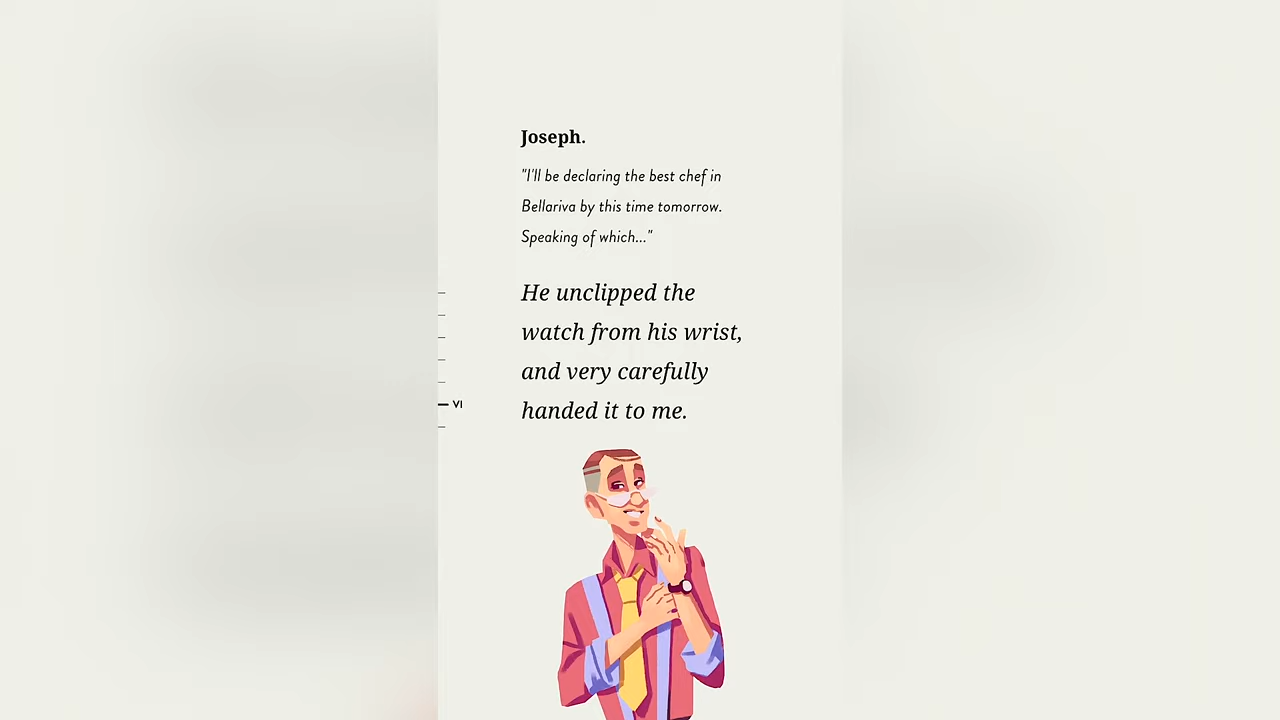 Joseph.
"I'll be declaring the best chef in
Bellariva by this time tomorrow.
Speaking of which..."
He unclipped the
watch from his wrist,
and very carefully
handed it to me.
VI